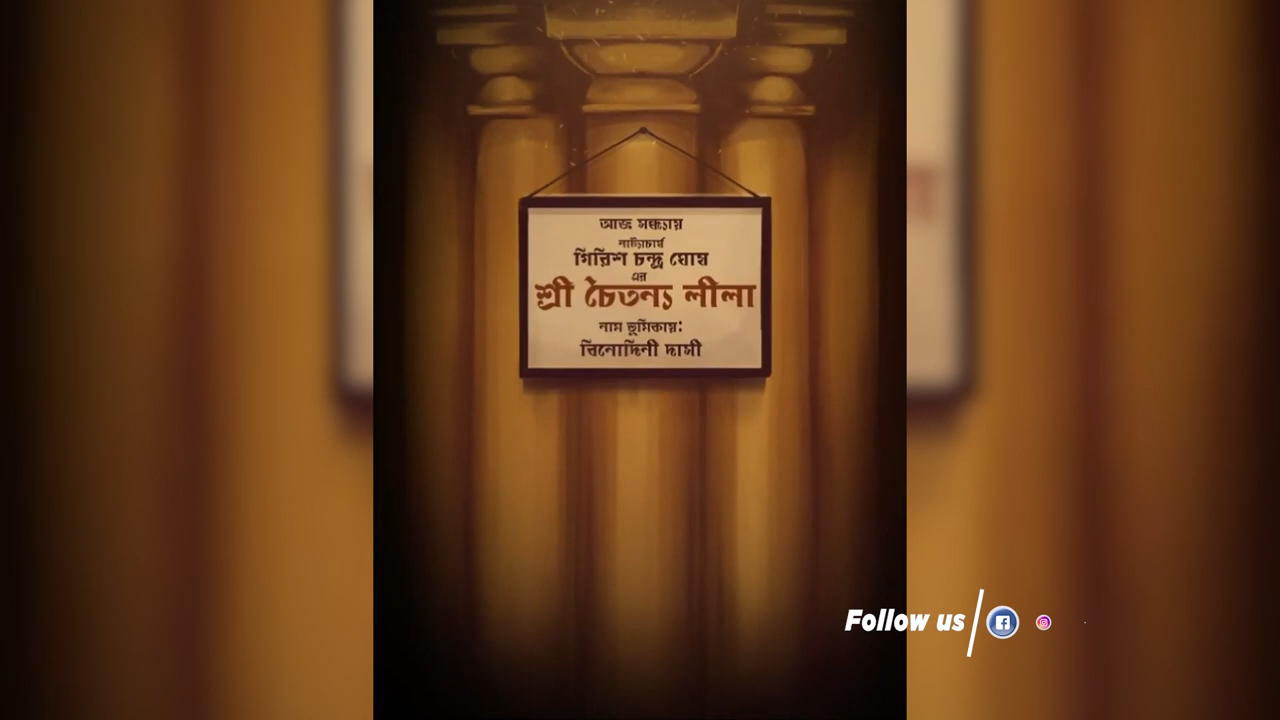 আজ সন্ধ্যায়
নাট্যাচার্য
গিরিশ চন্দ্র ঘোষ
এর
শ্রী চৈতন্য লীলা
নাম ভূমিকায়:
বিনোদিনী দাসী
Follow us